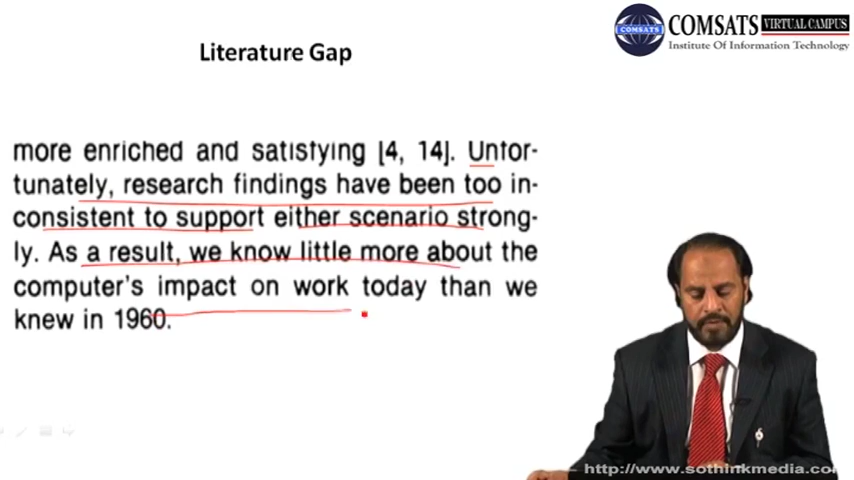 COMSATS
COMSATS VIRTUAL CAMPUS
Institute Of Information Technology
Literature Gap
more enriched and satisfying [4, 14]. Unfor-
tunately, research findings have been too in-
consistent to support either scenario strong-
ly. As a result, we know little more about the
computer's impact on work today than we
knew in 1960.
http://www.sothinkmedia.com